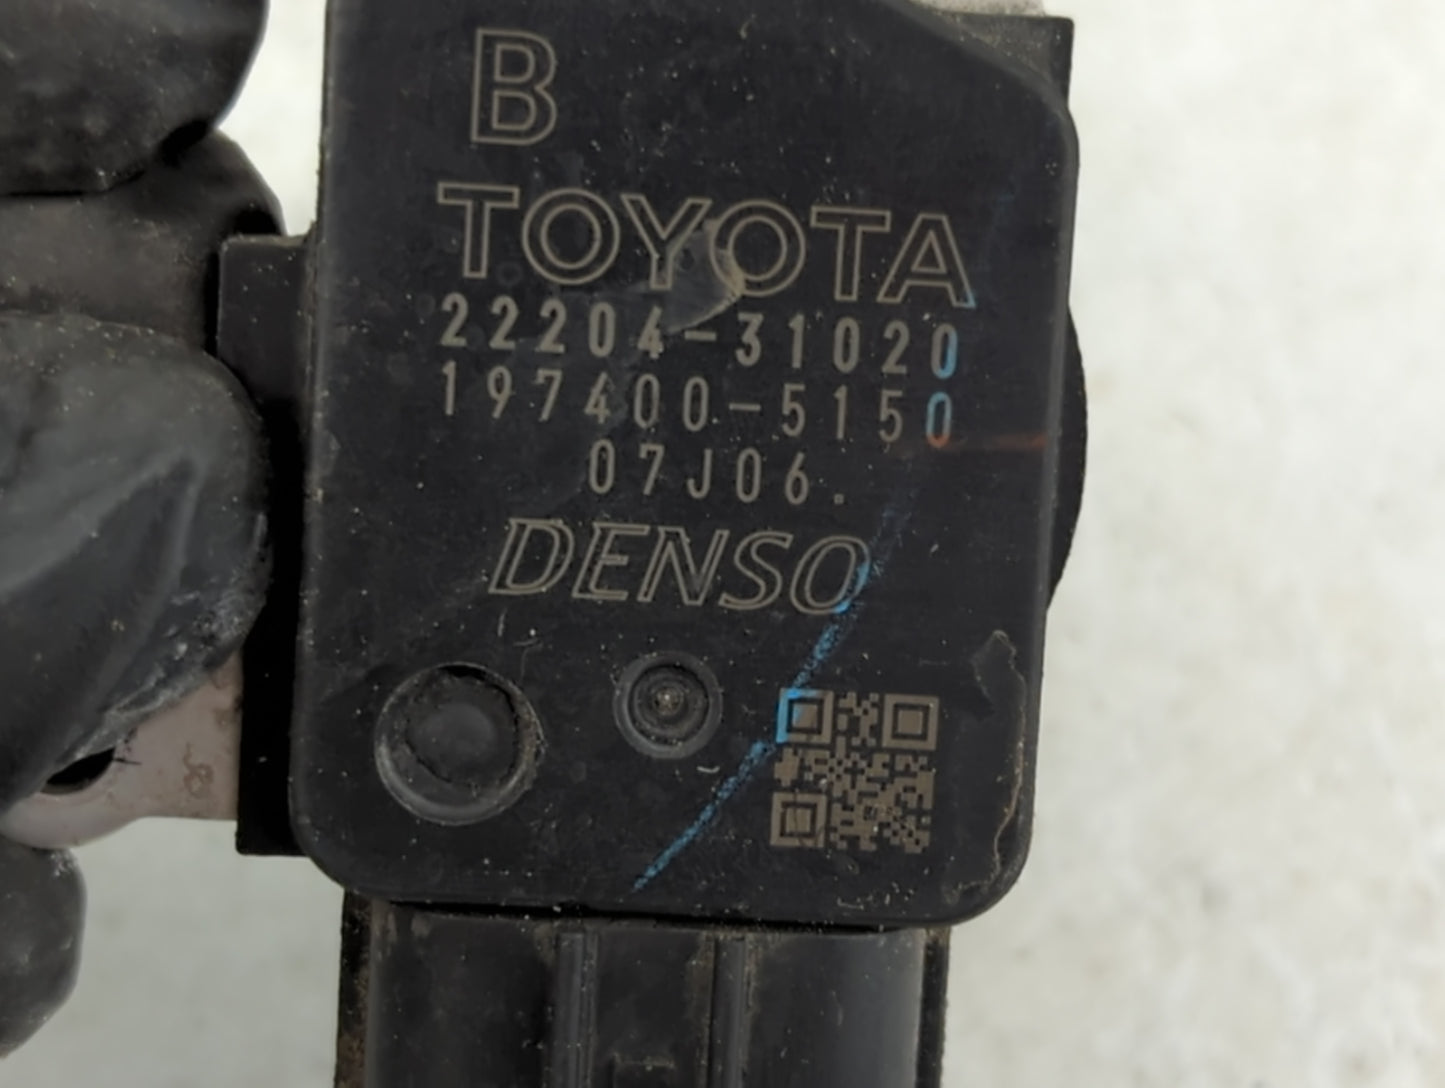 B
TOYOTA
22204-31020
197400-5150
07J06.
DENSO